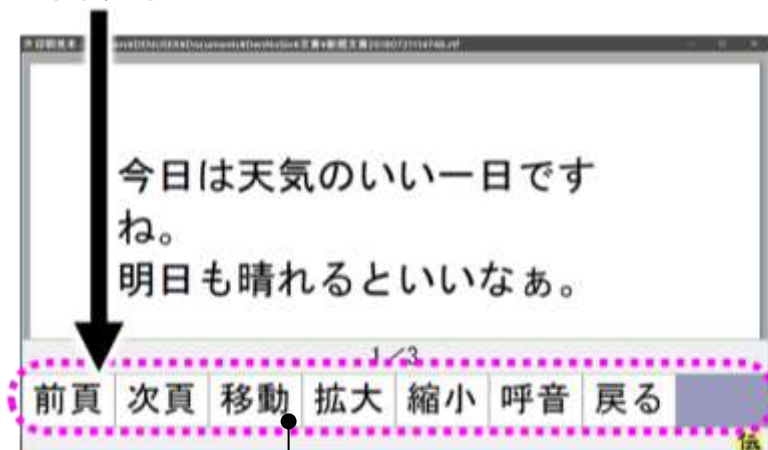 今日は天気のいい一日です
ね。
明日も晴れるといいなぁ。
1／3
前頁 次頁 移動 拡大 縮小 呼音 戻る
伝